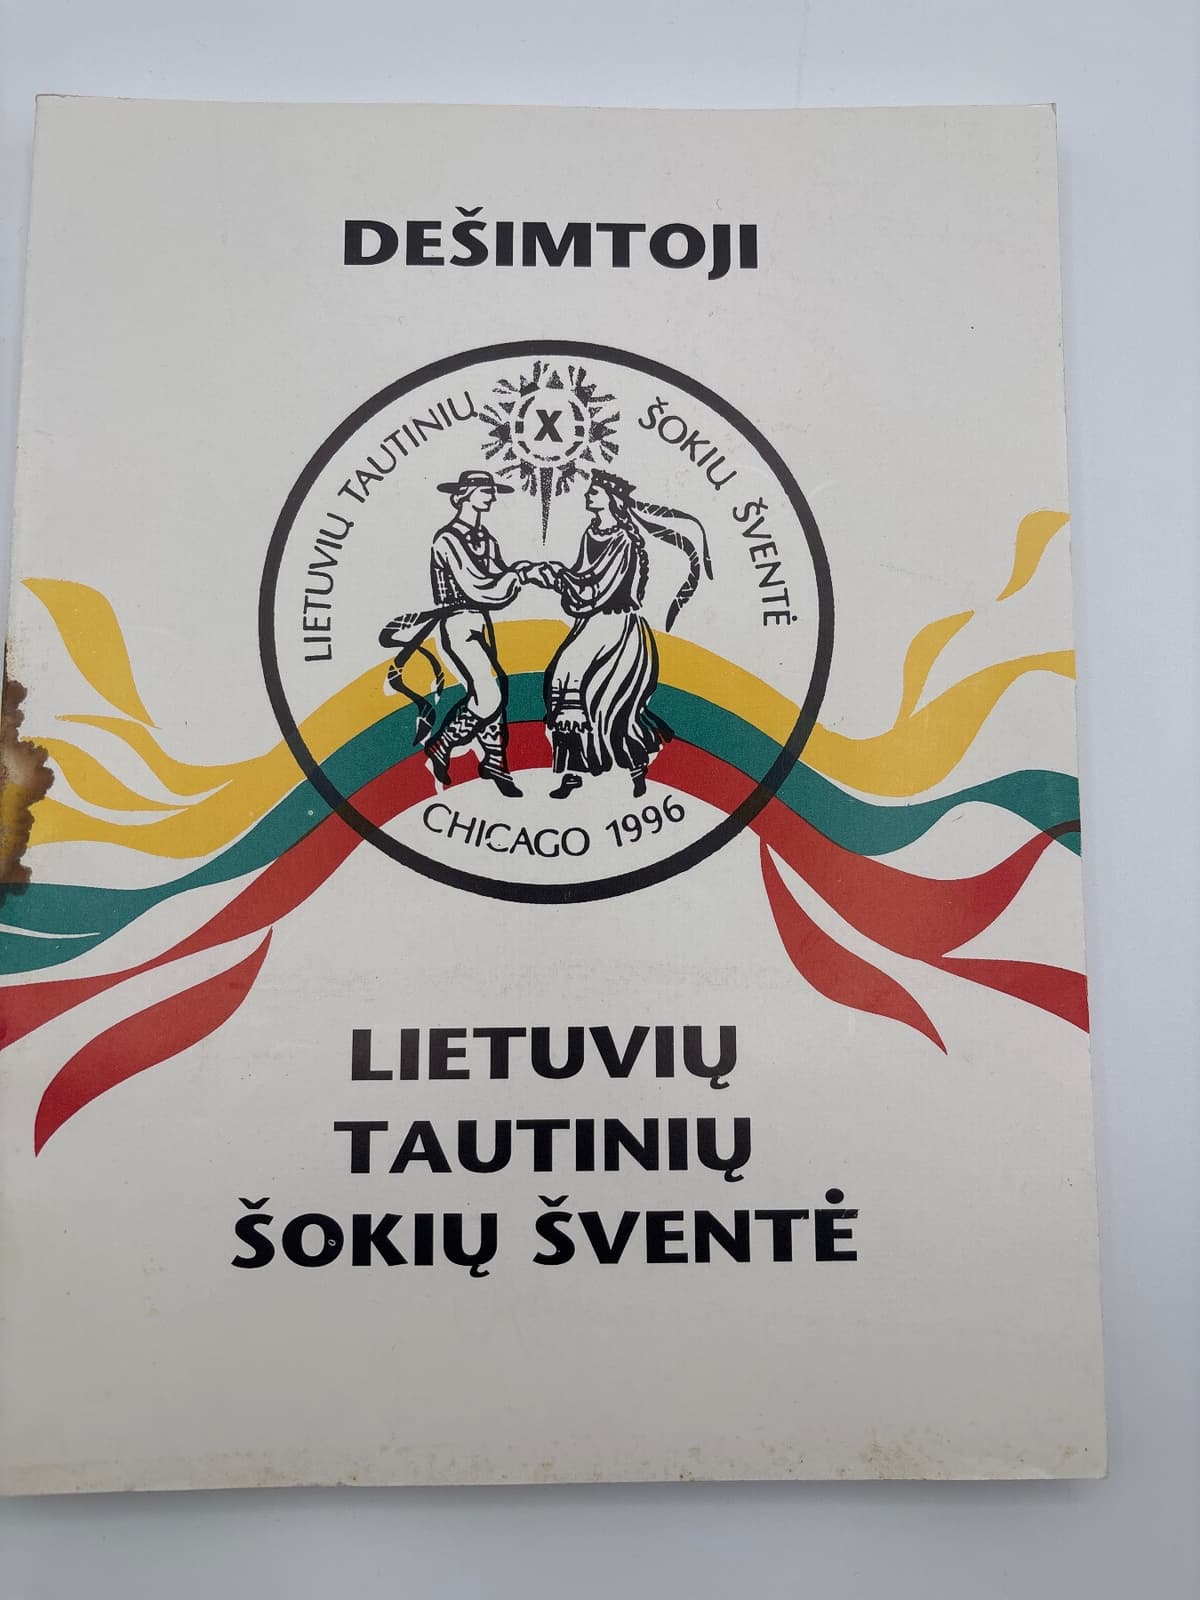 DEŠIMTOJI
LIETUVIŲ TAUTINIŲ ŠOKIŲ ŠVENTĖ
X
CHICAGO 1996
LIETUVIŲ
TAUTINIŲ
ŠOKIŲ ŠVENTĖ